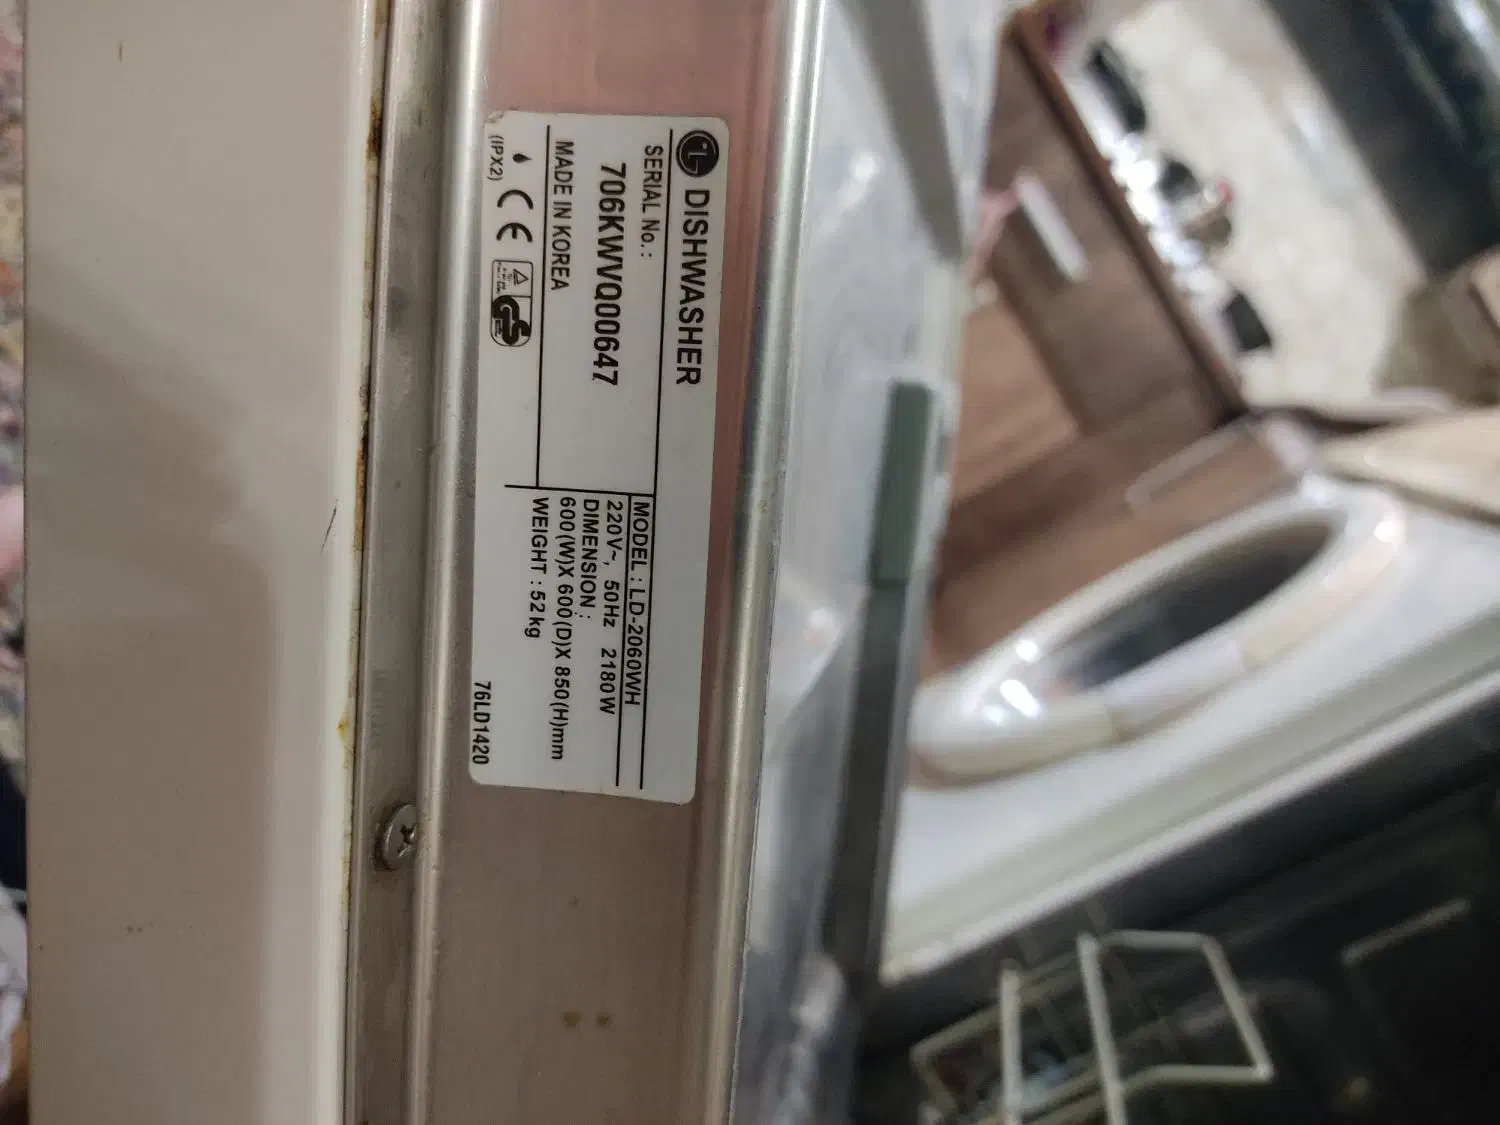 LG DISHWASHER
SERIAL No. :
706KWVQ00647
MADE IN KOREA
CE
(IPX2)
MODEL : LD-2060WH
220V~, 50Hz 2180W
DIMENSION :
600(W)X 600(D)X 850(H)mm
WEIGHT : 52kg
76LD1420